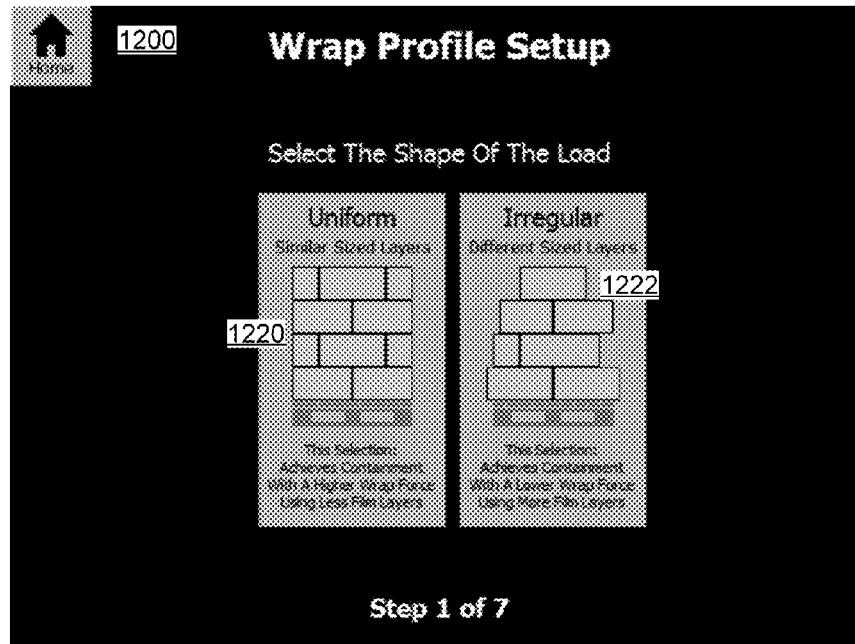 Home
1200
Wrap Profile Setup
Select The Shape Of The Load
Uniform
Similar Sized Layers
1220
This Selection:
Achieves Containment
With A Higher Wrap Force
Using Less Film Layers
Irregular
Different Sized Layers
1222
This Selection:
Achieves Containment
With A Lower Wrap Force
Using More Film Layers
Step 1 of 7